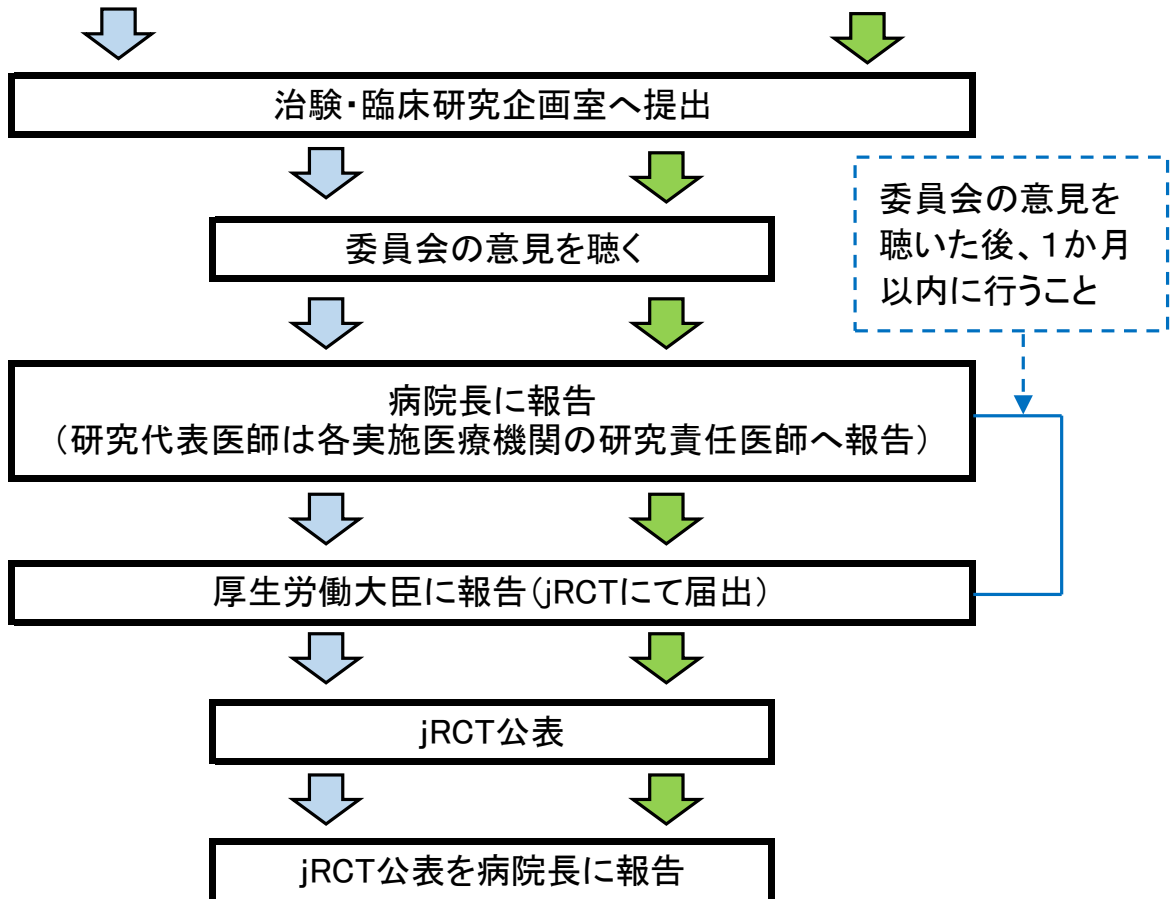 治験・臨床研究企画室へ提出
委員会の意見を聴く
委員会の意見を
聴いた後、１か月
以内に行うこと
病院長に報告
（研究代表医師は各実施医療機関の研究責任医師へ報告）
厚生労働大臣に報告（jRCTにて届出）
jRCT公表
jRCT公表を病院長に報告